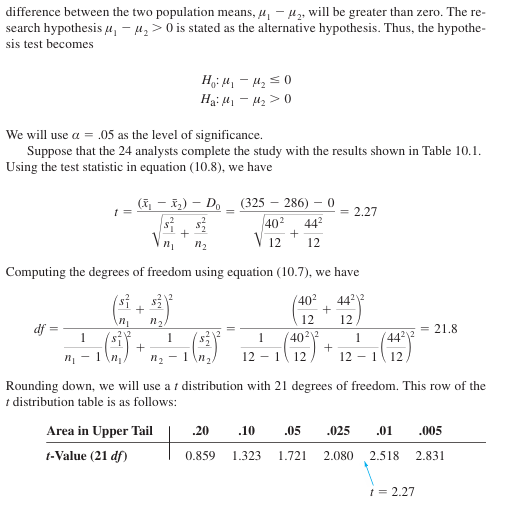 difference between the two population means, μ₁ − μ₂, will be greater than zero. The re-
search hypothesis μ₁ − μ₂ > 0 is stated as the alternative hypothesis. Thus, the hypothe-
sis test becomes
H₀: μ₁ − μ₂ ≤ 0
Hₐ: μ₁ − μ₂ > 0
We will use α = .05 as the level of significance.
Suppose that the 24 analysts complete the study with the results shown in Table 10.1.
Using the test statistic in equation (10.8), we have
t = ((x̄₁ − x̄₂) − D₀) / √(s₁²/n₁ + s₂²/n₂) = ((325 − 286) − 0) / √(40²/12 + 44²/12) = 2.27
Computing the degrees of freedom using equation (10.7), we have
df = (s₁²/n₁ + s₂²/n₂)² / (1/(n₁ − 1) (s₁²/n₁)² + 1/(n₂ − 1) (s₂²/n₂)²) = (40²/12 + 44²/12)² / (1/(12 − 1) (40²/12)² + 1/(12 − 1) (44²/12)²) = 21.8
Rounding down, we will use a t distribution with 21 degrees of freedom. This row of the
t distribution table is as follows:
Area in Upper Tail .20 .10 .05 .025 .01 .005
t-Value (21 df) 0.859 1.323 1.721 2.080 2.518 2.831
t = 2.27